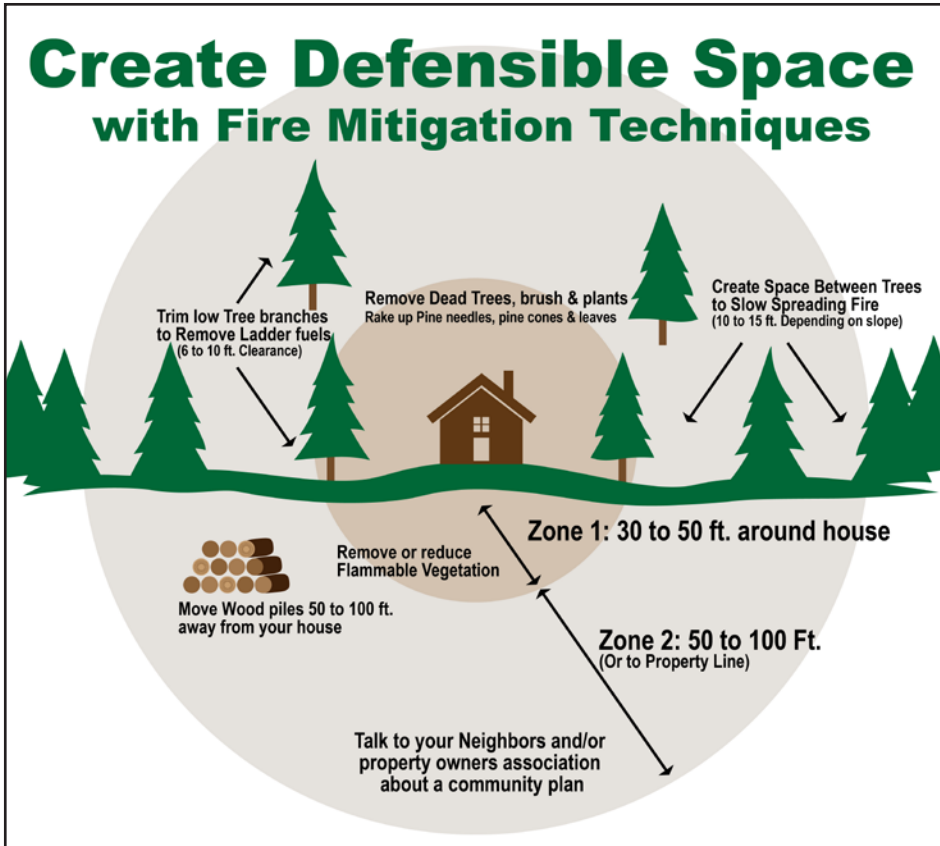 Create Defensible Space
with Fire Mitigation Techniques
Trim low Tree branches
to Remove Ladder fuels
(6 to 10 ft. Clearance)
Remove Dead Trees, brush & plants
Rake up Pine needles, pine cones & leaves
Create Space Between Trees
to Slow Spreading Fire
(10 to 15 ft. Depending on slope)
Zone 1: 30 to 50 ft. around house
Remove or reduce
Flammable Vegetation
Move Wood piles 50 to 100 ft.
away from your house
Zone 2: 50 to 100 Ft.
(Or to Property Line)
Talk to your Neighbors and/or
property owners association
about a community plan